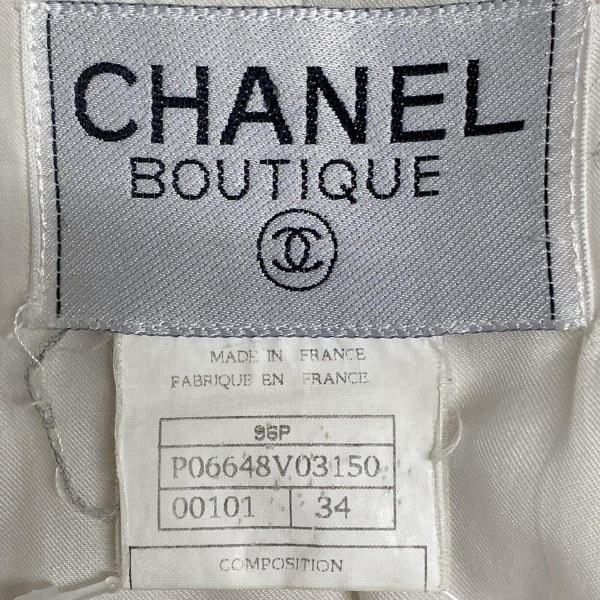 CHANEL
BOUTIQUE
MADE IN FRANCE
FABRIQUE EN FRANCE
96P
P06648V03150
00101 34
COMPOSITION